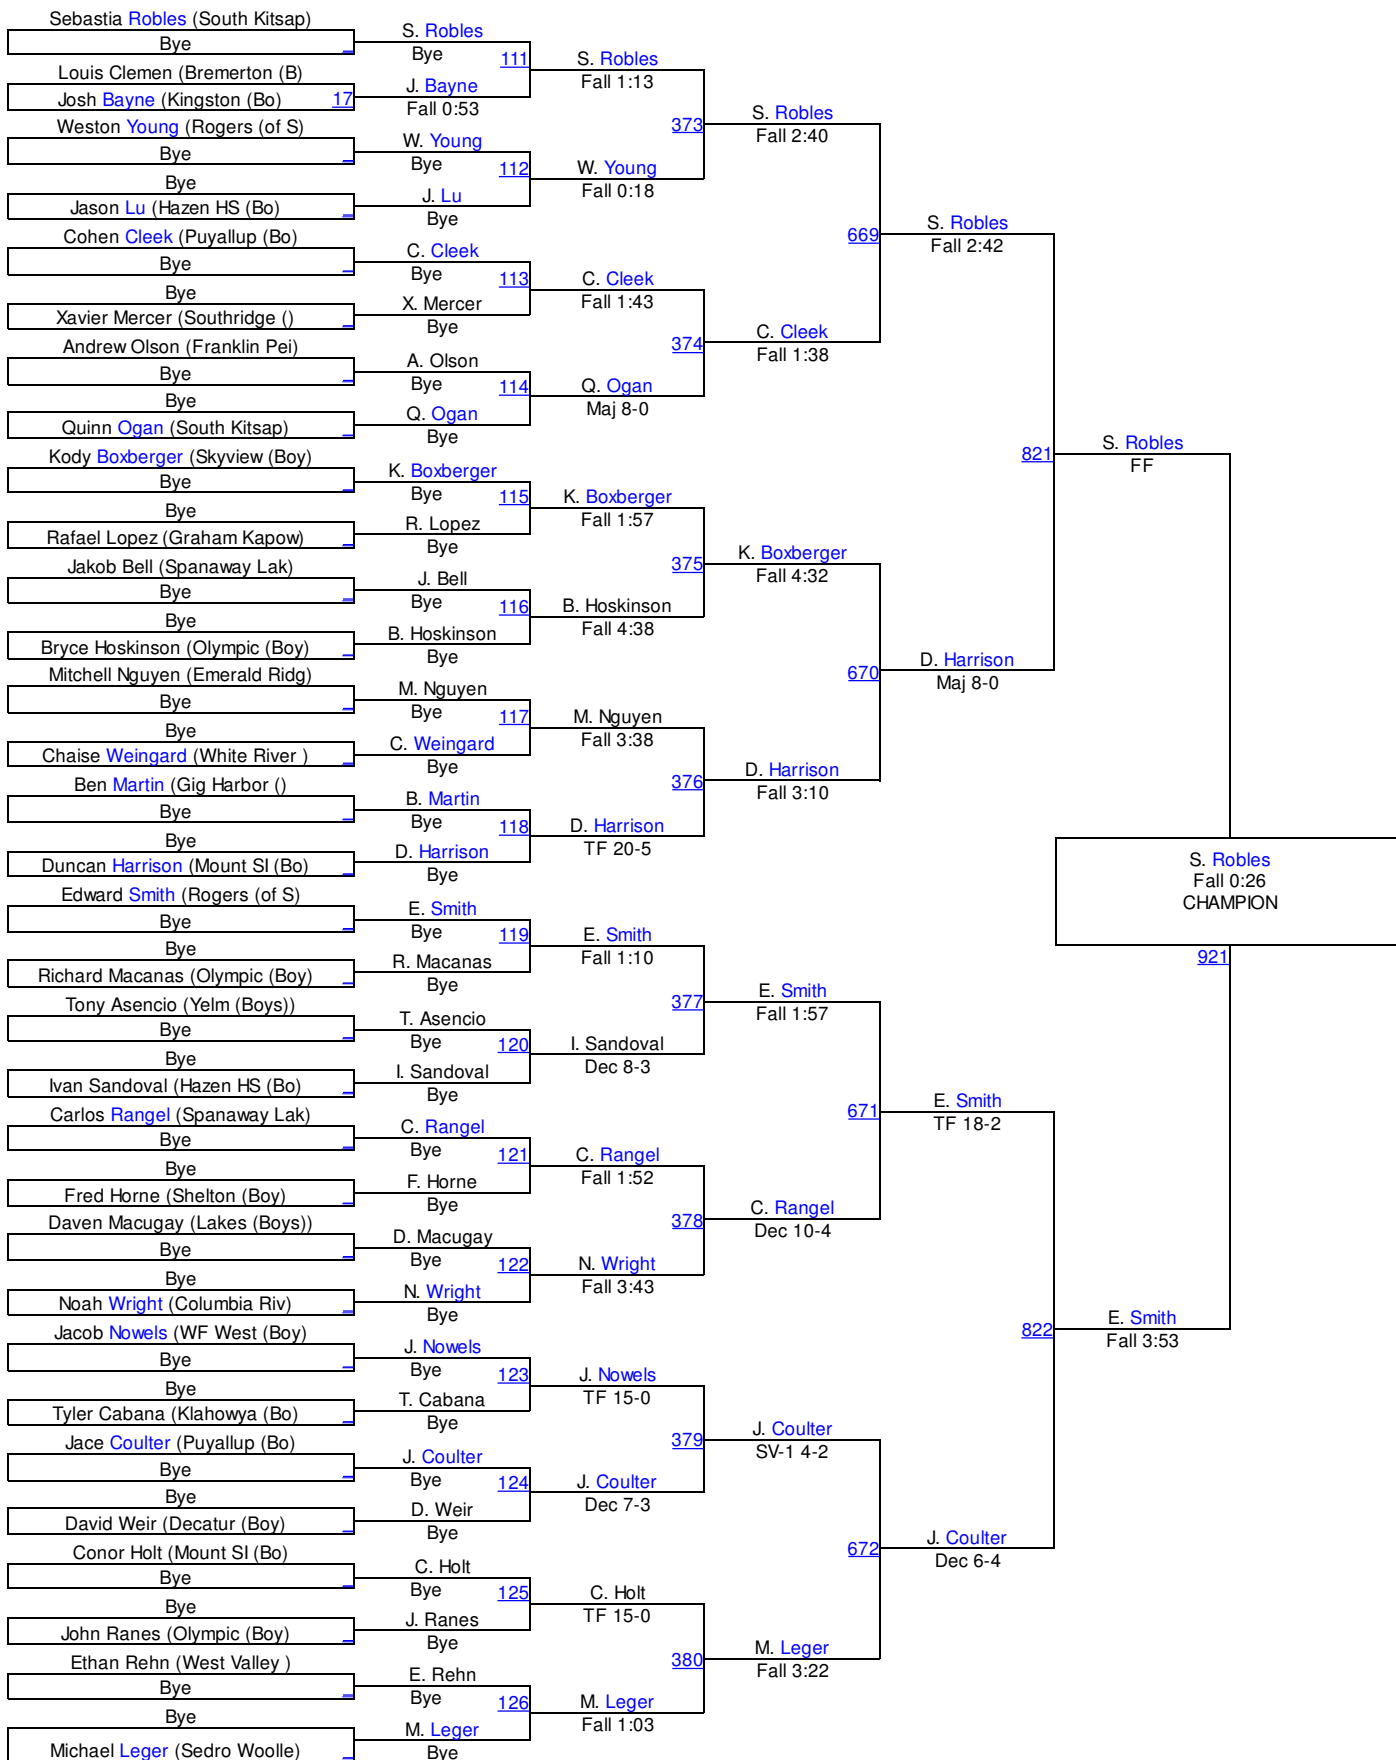 Sebastia Robles (South Kitsap)
Bye
Louis Clemen (Bremerton (B)
Josh Bayne (Kingston (Bo) 17
Weston Young (Rogers (of S)
Bye
Bye
Jason Lu (Hazen HS (Bo)
Cohen Cleek (Puyallup (Bo)
Bye
Bye
Xavier Mercer (Southridge ()
Andrew Olson (Franklin Pei)
Bye
Bye
Quinn Ogan (South Kitsap)
Kody Boxberger (Skyview (Boy)
Bye
Bye
Rafael Lopez (Graham Kapow)
Jakob Bell (Spanaway Lak)
Bye
Bye
Bryce Hoskinson (Olympic (Boy)
Mitchell Nguyen (Emerald Ridg)
Bye
Bye
Chaise Weingard (White River )
Ben Martin (Gig Harbor ()
Bye
Bye
Duncan Harrison (Mount SI (Bo)
Edward Smith (Rogers (of S)
Bye
Bye
Richard Macanas (Olympic (Boy)
Tony Asencio (Yelm (Boys))
Bye
Bye
Ivan Sandoval (Hazen HS (Bo)
Carlos Rangel (Spanaway Lak)
Bye
Bye
Fred Horne (Shelton (Boy)
Daven Macugay (Lakes (Boys))
Bye
Bye
Noah Wright (Columbia Riv)
Jacob Nowels (WF West (Boy)
Bye
Bye
Tyler Cabana (Klahowya (Bo)
Jace Coulter (Puyallup (Bo)
Bye
Bye
David Weir (Decatur (Boy)
Conor Holt (Mount SI (Bo)
Bye
Bye
John Ranes (Olympic (Boy)
Ethan Rehn (West Valley )
Bye
Bye
Michael Leger (Sedro Woolle)
S. Robles
Bye
111
J. Bayne
Fall 0:53
W. Young
Bye
112
J. Lu
Bye
C. Cleek
Bye
113
X. Mercer
Bye
A. Olson
Bye
114
Q. Ogan
Bye
K. Boxberger
Bye
115
R. Lopez
Bye
J. Bell
Bye
116
B. Hoskinson
Bye
M. Nguyen
Bye
117
C. Weingard
Bye
B. Martin
Bye
118
D. Harrison
Bye
E. Smith
Bye
119
R. Macanas
Bye
T. Asencio
Bye
120
I. Sandoval
Bye
C. Rangel
Bye
121
F. Horne
Bye
D. Macugay
Bye
122
N. Wright
Bye
J. Nowels
Bye
123
T. Cabana
Bye
J. Coulter
Bye
124
D. Weir
Bye
C. Holt
Bye
125
J. Ranes
Bye
E. Rehn
Bye
126
M. Leger
Bye
S. Robles
Fall 1:13
373
W. Young
Fall 0:18
C. Cleek
Fall 1:43
374
Q. Ogan
Maj 8-0
K. Boxberger
Fall 1:57
375
B. Hoskinson
Fall 4:38
M. Nguyen
Fall 3:38
376
D. Harrison
TF 20-5
E. Smith
Fall 1:10
377
I. Sandoval
Dec 8-3
C. Rangel
Fall 1:52
378
N. Wright
Fall 3:43
J. Nowels
TF 15-0
379
J. Coulter
Dec 7-3
C. Holt
TF 15-0
380
M. Leger
Fall 1:03
S. Robles
Fall 2:40
669
C. Cleek
Fall 1:38
K. Boxberger
Fall 4:32
670
D. Harrison
Fall 3:10
E. Smith
Fall 1:57
671
C. Rangel
Dec 10-4
J. Coulter
SV-1 4-2
672
M. Leger
Fall 3:22
S. Robles
Fall 2:42
821
D. Harrison
Maj 8-0
E. Smith
TF 18-2
822
J. Coulter
Dec 6-4
S. Robles
FF
E. Smith
Fall 3:53
S. Robles
Fall 0:26
CHAMPION
921